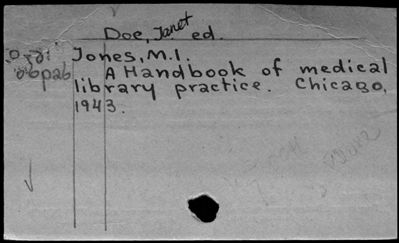 Doe, Janet ed.
Jones, M.I.
A Handbook of medical
library practice. Chicago,
1943.